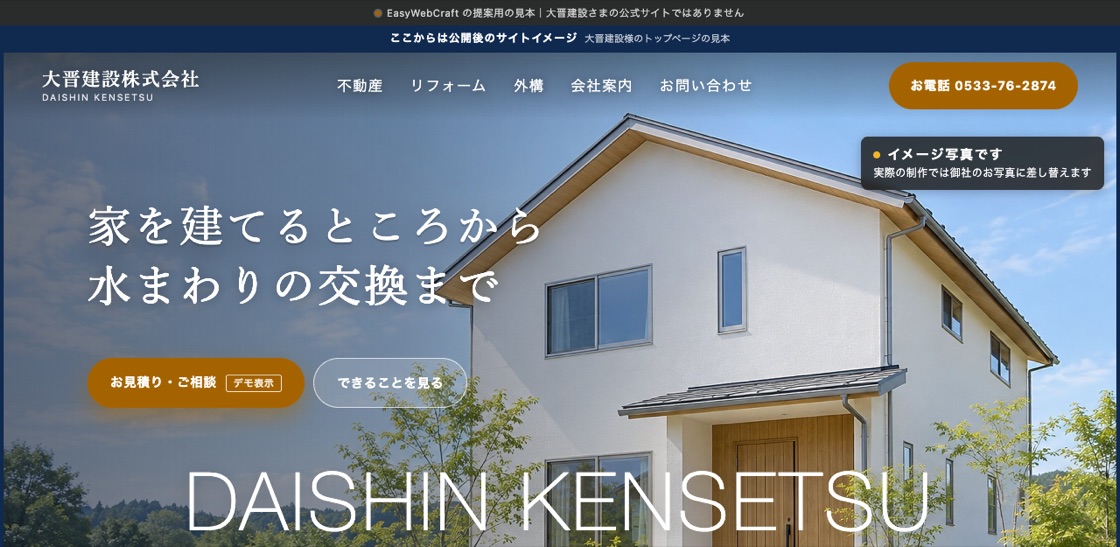 EasyWebCraft の提案用の見本｜大晋建設さまの公式サイトではありません
ここからは公開後のサイトイメージ 大晋建設様のトップページの見本
大晋建設株式会社
DAISHIN KENSETSU
不動産 リフォーム 外構 会社案内 お問い合わせ
お電話 0533-76-2874
イメージ写真です
実際の制作では御社のお写真に差し替えます
家を建てるところから
水まわりの交換まで
お見積り・ご相談 デモ表示
できることを見る
DAISHIN KENSETSU